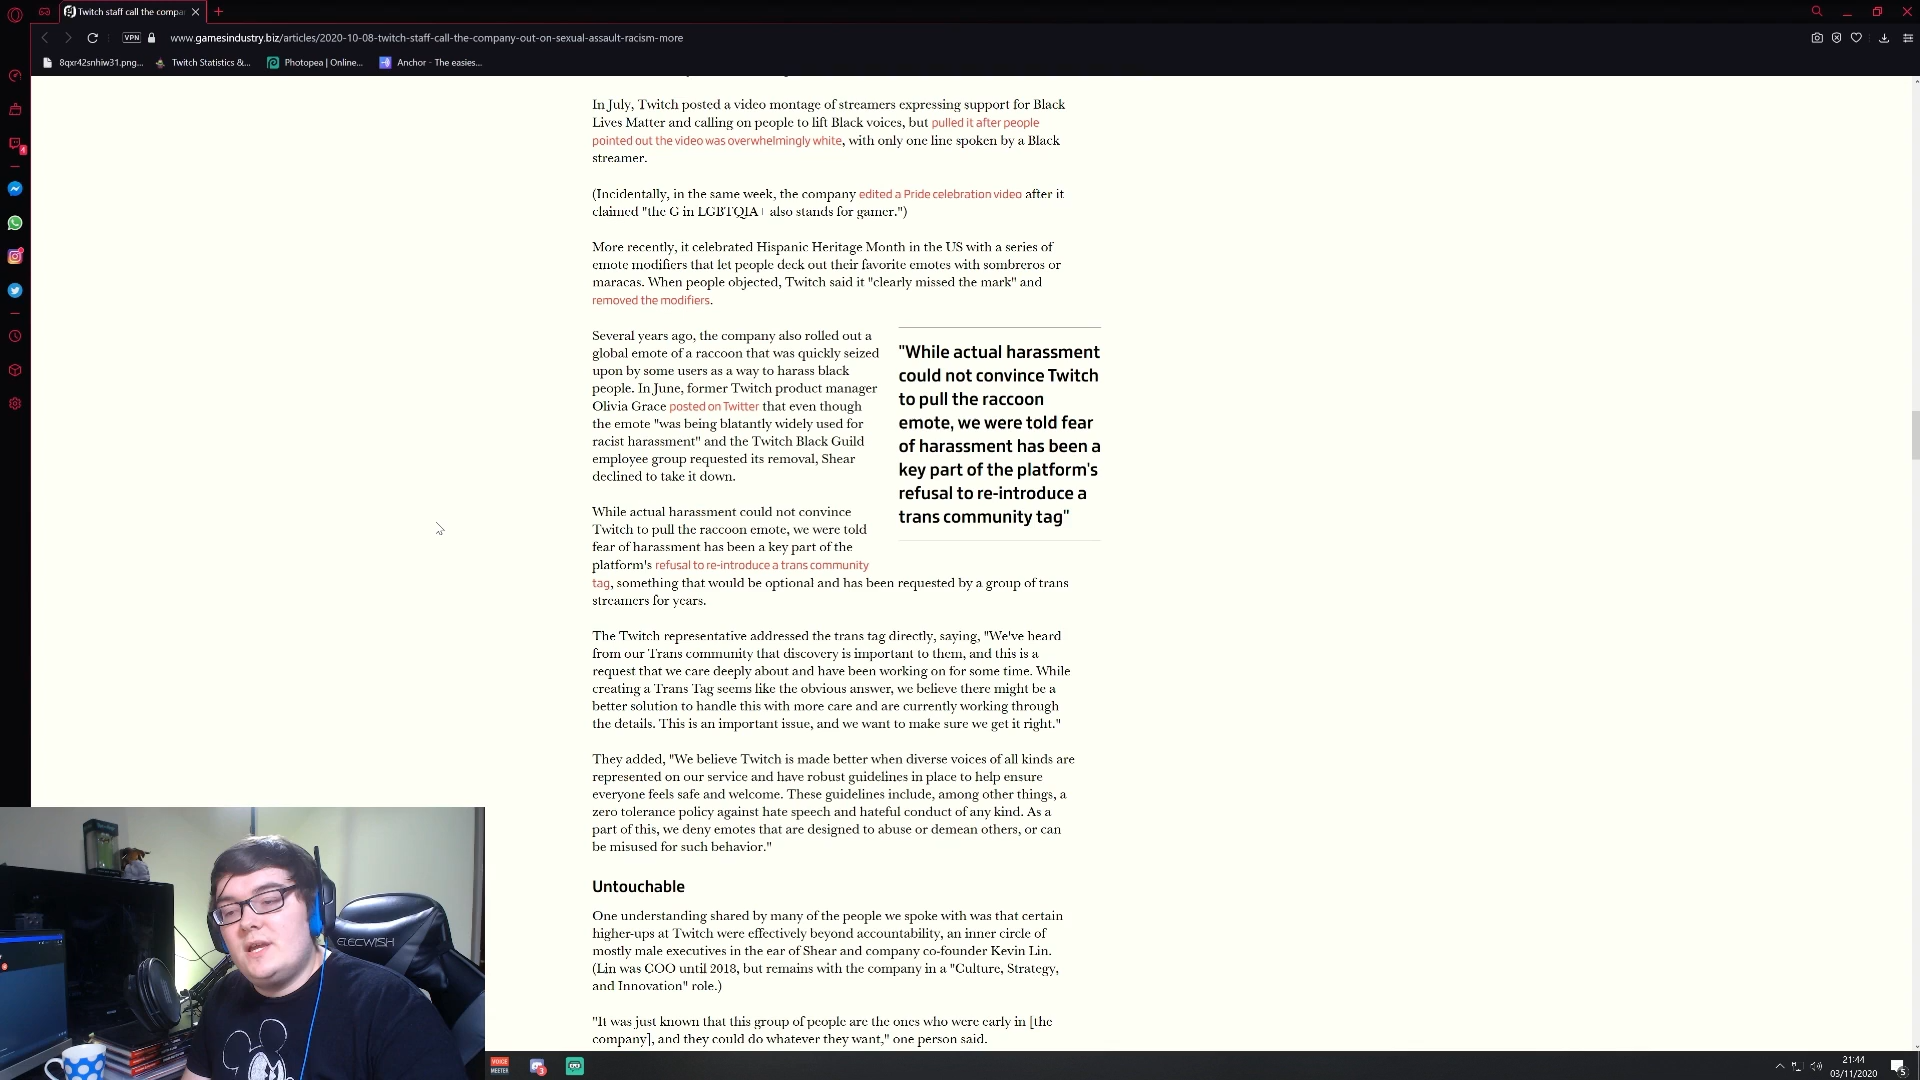 Twitch staff call the compa
VPN
www.gamesindustry.biz/articles/2020-10-08-twitch-staff-call-the-company-out-on-sexual-assault-racism-more
8qxr42snhiw31.png...
Twitch Statistics &...
Photopea | Online...
Anchor - The easies...
In July, Twitch posted a video montage of streamers expressing support for Black
Lives Matter and calling on people to lift Black voices, but pulled it after people
pointed out the video was overwhelmingly white, with only one line spoken by a Black
streamer.
(Incidentally, in the same week, the company edited a Pride celebration video after it
claimed "the G in LGBTQIA+ also stands for gamer.")
More recently, it celebrated Hispanic Heritage Month in the US with a series of
emote modifiers that let people deck out their favorite emotes with sombreros or
maracas. When people objected, Twitch said it "clearly missed the mark" and
removed the modifiers.
Several years ago, the company also rolled out a
global emote of a raccoon that was quickly seized
upon by some users as a way to harass black
people. In June, former Twitch product manager
Olivia Grace posted on Twitter that even though
the emote "was being blatantly widely used for
racist harassment" and the Twitch Black Guild
employee group requested its removal, Shear
declined to take it down.
"While actual harassment
could not convince Twitch
to pull the raccoon
emote, we were told fear
of harassment has been a
key part of the platform's
refusal to re-introduce a
trans community tag"
While actual harassment could not convince
Twitch to pull the raccoon emote, we were told
fear of harassment has been a key part of the
platform's refusal to re-introduce a trans community
tag, something that would be optional and has been requested by a group of trans
streamers for years.
The Twitch representative addressed the trans tag directly, saying, "We've heard
from our Trans community that discovery is important to them, and this is a
request that we care deeply about and have been working on for some time. While
creating a Trans Tag seems like the obvious answer, we believe there might be a
better solution to handle this with more care and are currently working through
the details. This is an important issue, and we want to make sure we get it right."
They added, "We believe Twitch is made better when diverse voices of all kinds are
represented on our service and have robust guidelines in place to help ensure
everyone feels safe and welcome. These guidelines include, among other things, a
zero tolerance policy against hate speech and hateful conduct of any kind. As a
part of this, we deny emotes that are designed to abuse or demean others, or can
be misused for such behavior."
Untouchable
One understanding shared by many of the people we spoke with was that certain
higher-ups at Twitch were effectively beyond accountability, an inner circle of
mostly male executives in the ear of Shear and company co-founder Kevin Lin.
(Lin was COO until 2018, but remains with the company in a "Culture, Strategy,
and Innovation" role.)
"It was just known that this group of people are the ones who were early in [the
company], and they could do whatever they want," one person said.
ELECWISH
VOICE
MEETER
21:44
03/11/2020